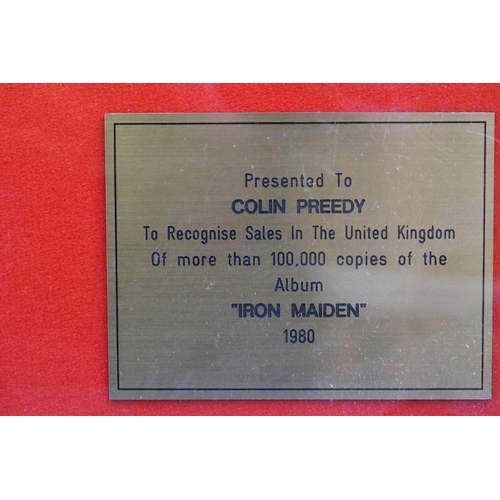 Presented To
COLIN PREEDY
To Recognise Sales In The United Kingdom
Of more than 100,000 copies of the
Album
"IRON MAIDEN"
1980